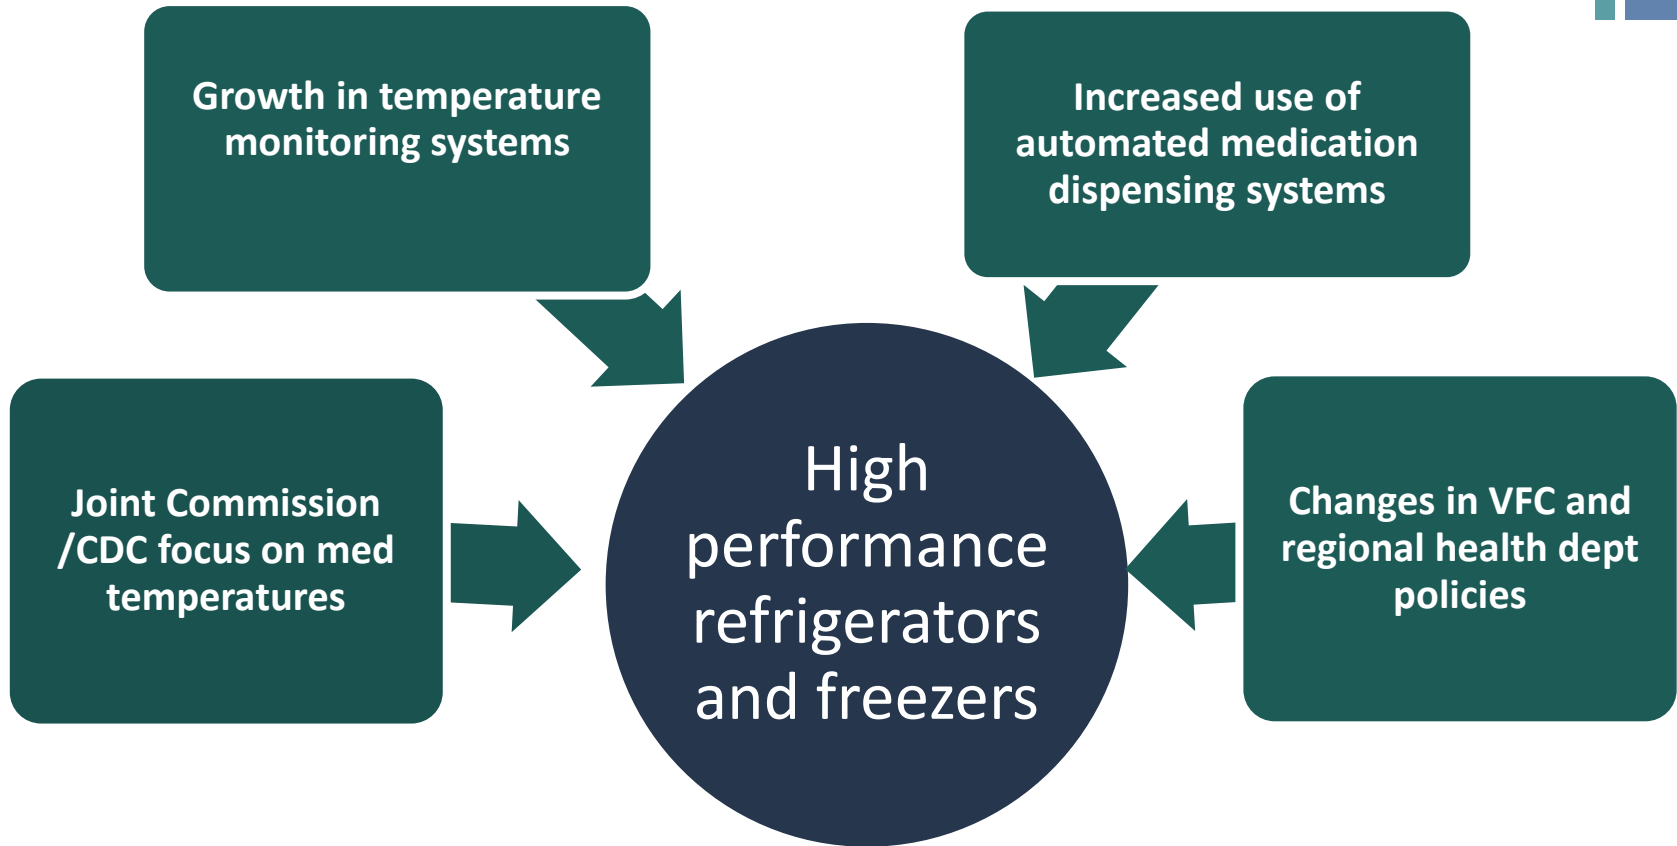 Growth in temperature
monitoring systems
Increased use of
automated medication
dispensing systems
Joint Commission
/CDC focus on med
temperatures
High
performance
refrigerators
and freezers
Changes in VFC and
regional health dept
policies